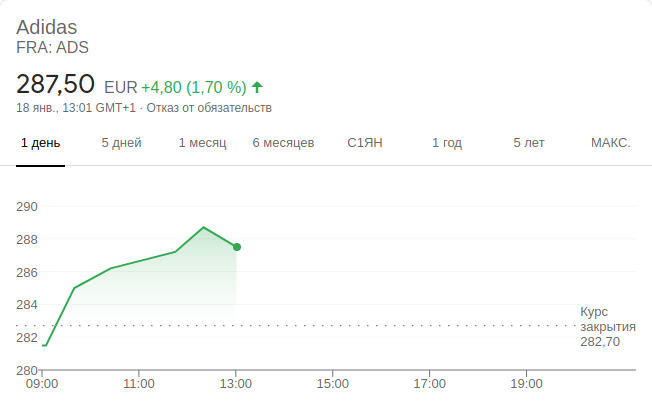 Adidas
FRA: ADS
287,50 EUR +4,80 (1,70 %)
18 янв., 13:01 GMT+1 · Отказ от обязательств
1 день 5 дней 1 месяц 6 месяцев С1ЯН 1 год 5 лет МАКС.
290
288
286
284
282
280
Курс
закрытия
282,70
09:00 11:00 13:00 15:00 17:00 19:00